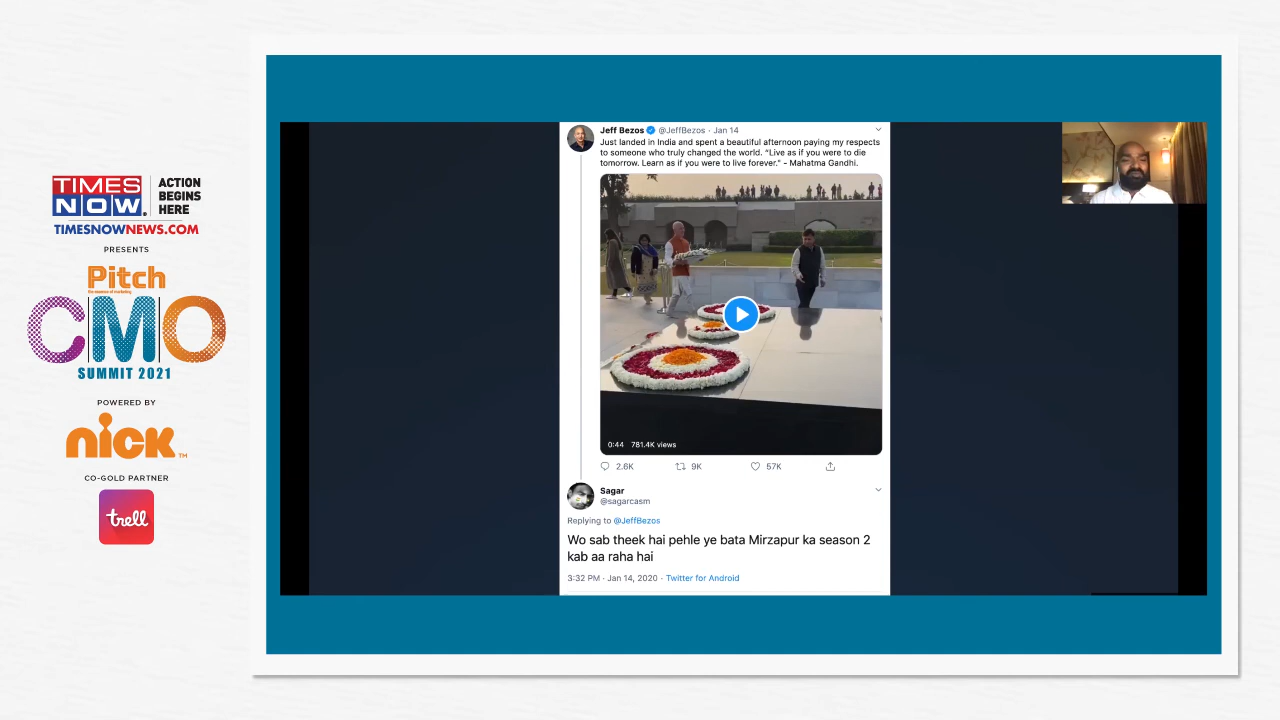 TIMES
NOW.
ACTION
BEGINS
HERE
TIMESNOWNEWS.COM
PRESENTS
Pitch
the essence of marketing
CMO
SUMMIT 2021
POWERED BY
nick TM
CO-GOLD PARTNER
trell
Jeff Bezos @JeffBezos · Jan 14
Just landed in India and spent a beautiful afternoon paying my respects
to someone who truly changed the world. “Live as if you were to die
tomorrow. Learn as if you were to live forever." - Mahatma Gandhi.
0:44 781.4K views
2.6K 9K 57K
Sagar
@sagarcasm
Replying to @JeffBezos
Wo sab theek hai pehle ye bata Mirzapur ka season 2
kab aa raha hai
3:32 PM · Jan 14, 2020 · Twitter for Android